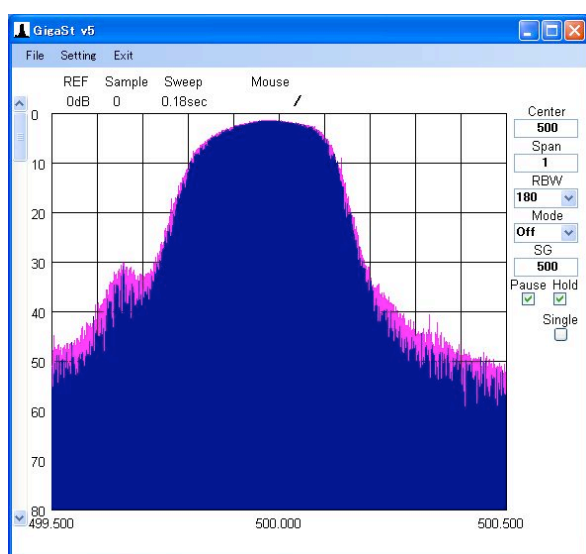 GigaSt v5
File Setting Exit
REF Sample Sweep Mouse
0dB 0 0.18sec /
0
10
20
30
40
50
60
70
80
499.500 500.000 500.500
Center
500
Span
1
RBW
180
Mode
Off
SG
500
Pause Hold
Single